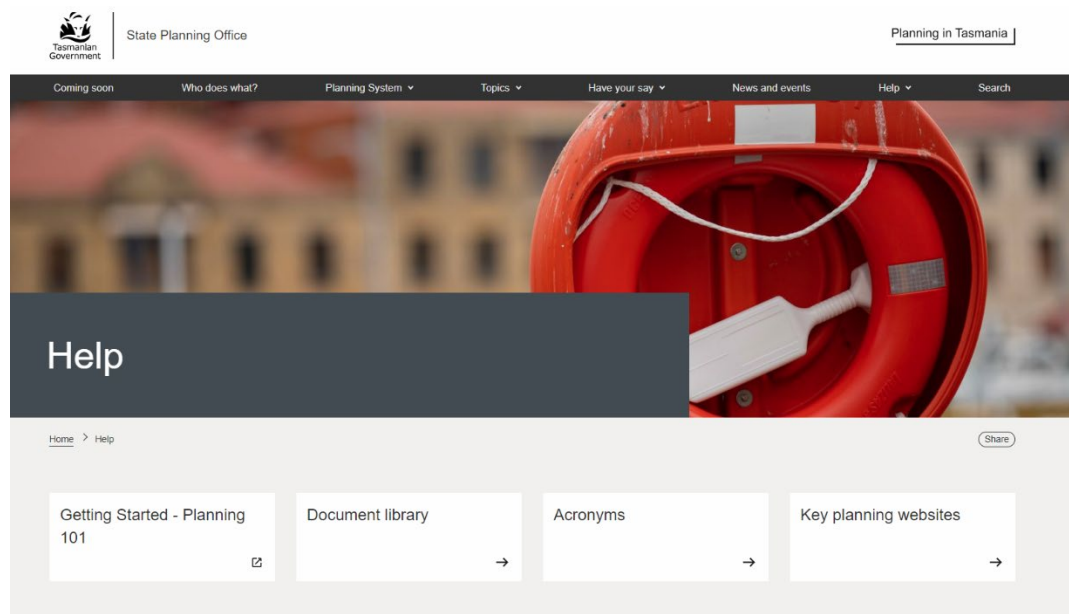 Tasmanian
Government
State Planning Office
Planning in Tasmania
Coming soon
Who does what?
Planning System
Topics
Have your say
News and events
Help
Search
Help
Home > Help
Share
Getting Started - Planning
101
Document library
Acronyms
Key planning websites